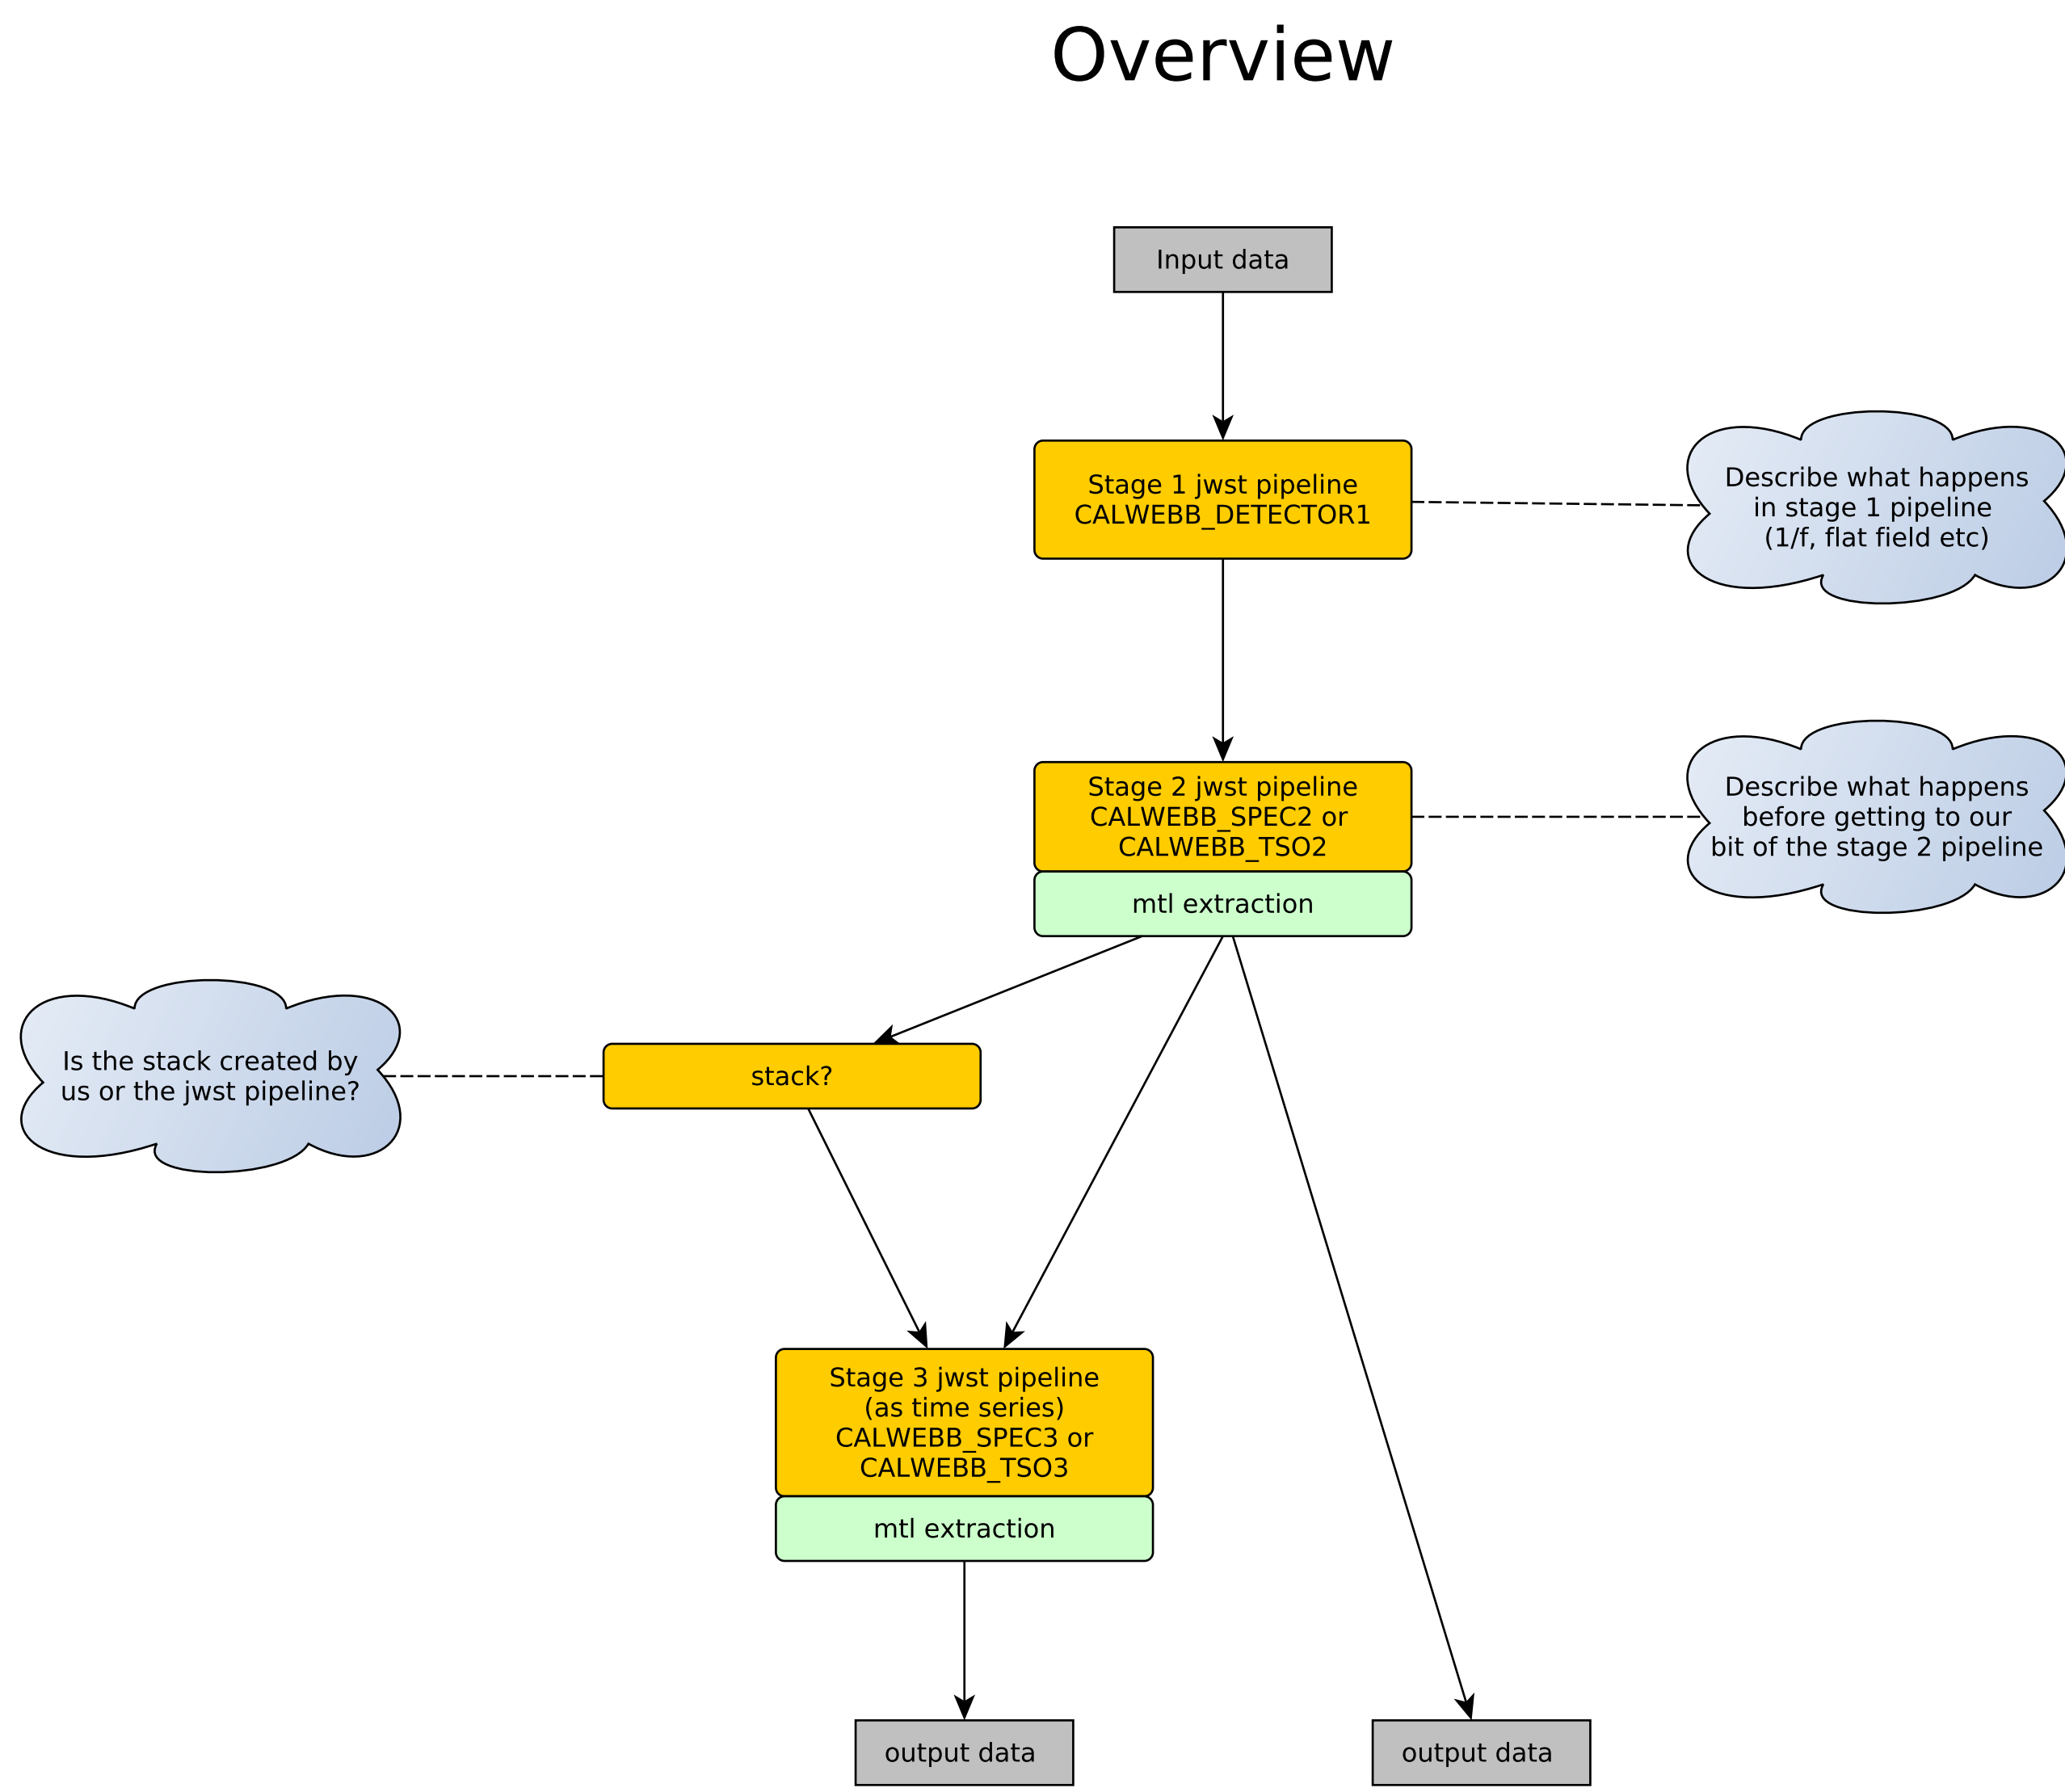 Overview
Input data
Stage 1 jwst pipeline
CALWEBB_DETECTOR1
Describe what happens
in stage 1 pipeline
(1/f, flat field etc)
Stage 2 jwst pipeline
CALWEBB_SPEC2 or
CALWEBB_TSO2
mtl extraction
Describe what happens
before getting to our
bit of the stage 2 pipeline
Is the stack created by
us or the jwst pipeline?
stack?
Stage 3 jwst pipeline
(as time series)
CALWEBB_SPEC3 or
CALWEBB_TSO3
mtl extraction
output data
output data